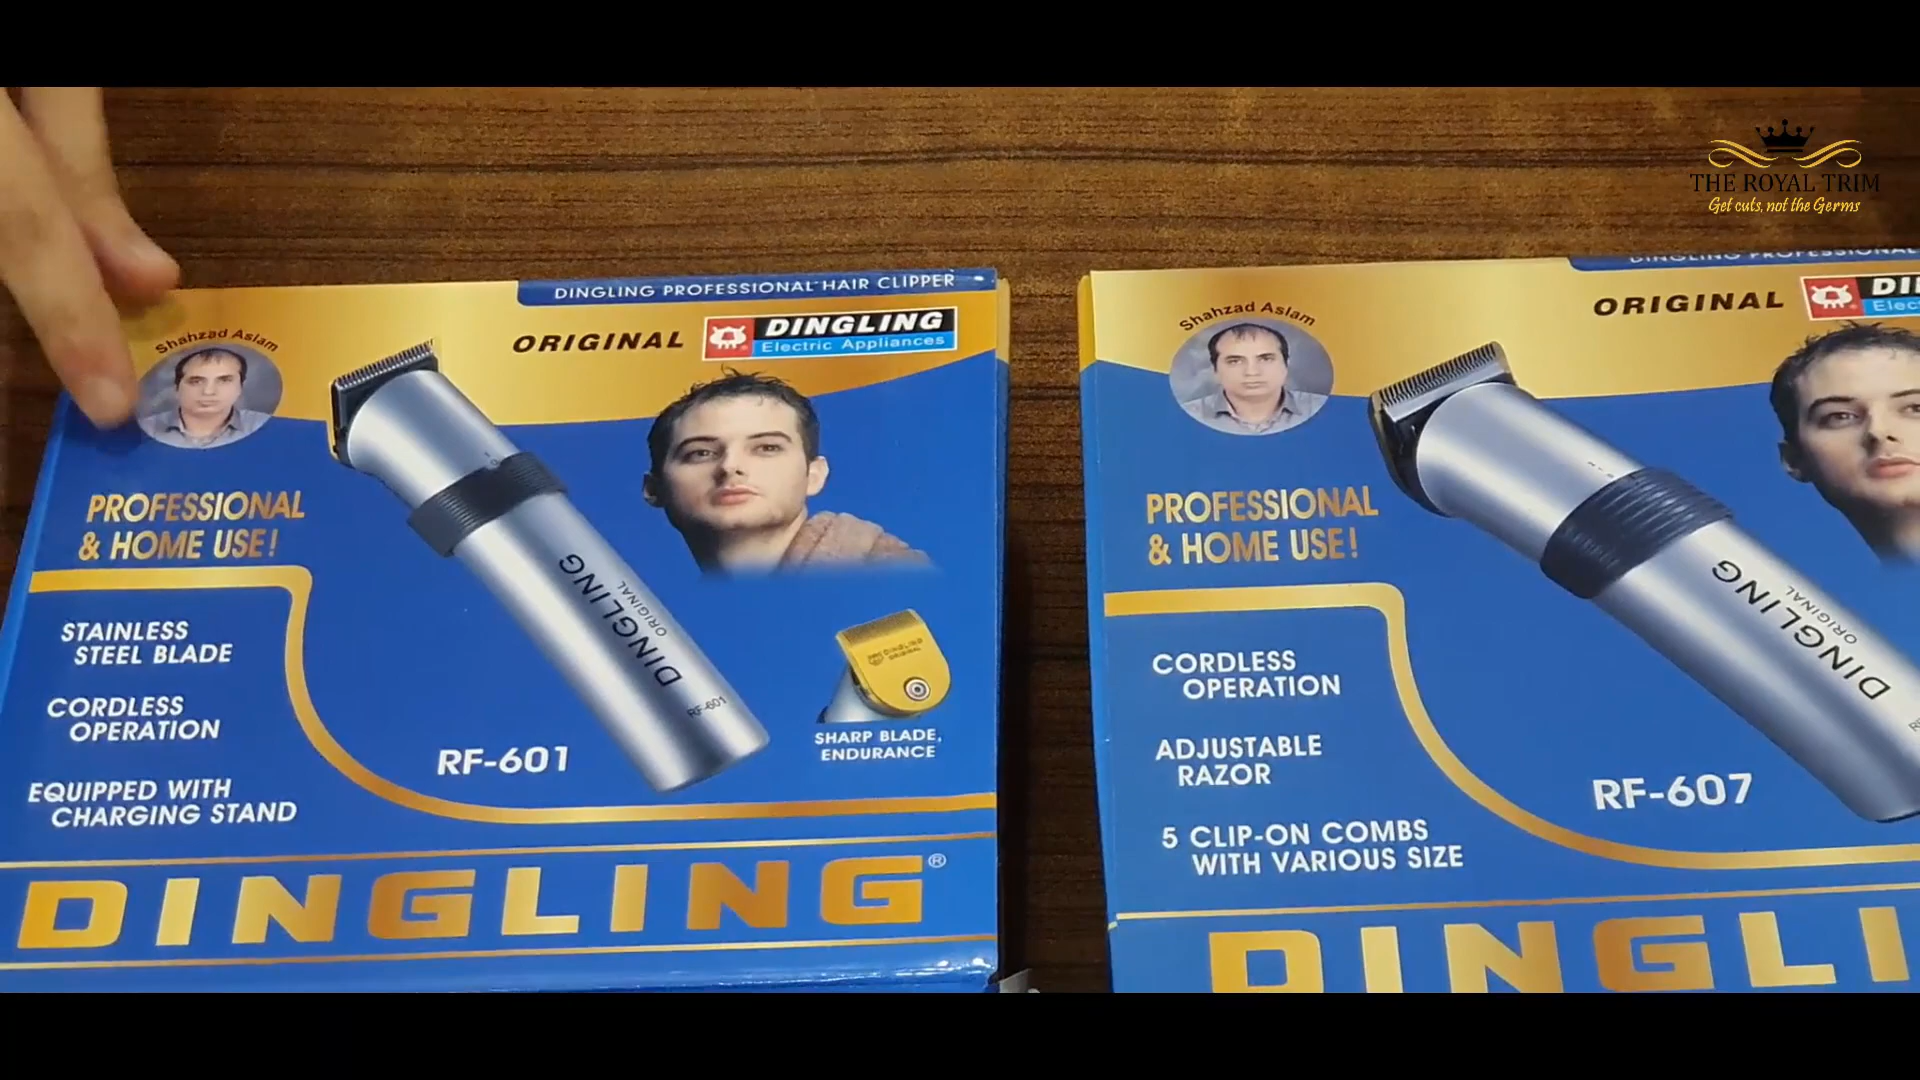 THE ROYAL TRIM
Get cuts, not the Germs
DINGLING PROFESSIONAL HAIR CLIPPER
ORIGINAL
DINGLING
Electric Appliances
Shahzad Aslam
PROFESSIONAL
& HOME USE!
STAINLESS
STEEL BLADE
CORDLESS
OPERATION
EQUIPPED WITH
CHARGING STAND
DINGLING
ORIGINAL
RF-601
RF-601
SHARP BLADE,
ENDURANCE
DINGLING®
DINGLING PROFESSIONAL
ORIGINAL
Shahzad Aslam
PROFESSIONAL
& HOME USE!
CORDLESS
OPERATION
ADJUSTABLE
RAZOR
5 CLIP-ON COMBS
WITH VARIOUS SIZE
DINGLING
ORIGINAL
RF-607
DINGLI